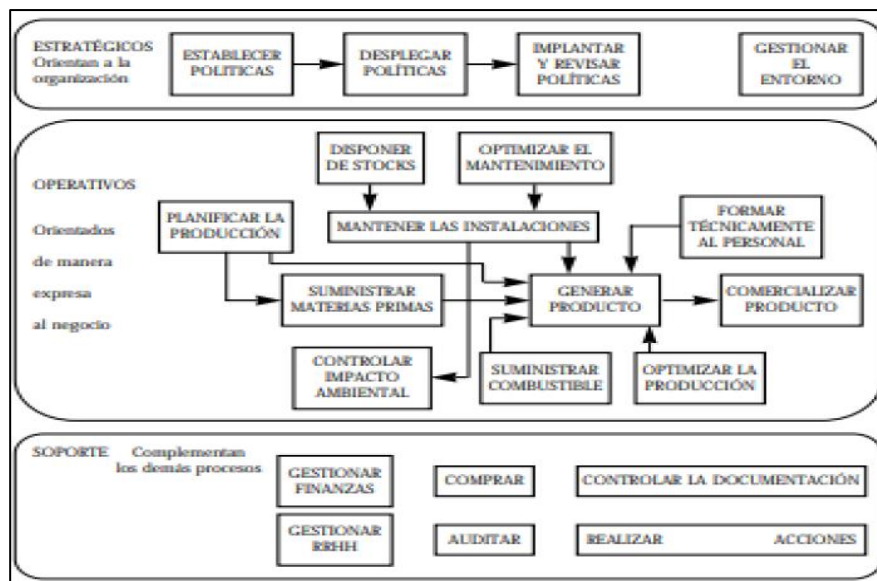 ESTRATÉGICOS
Orientan a la
organización
ESTABLECER
POLITICAS
DESPLEGAR
POLÍTICAS
IMPLANTAR
Y REVISAR
POLÍTICAS
GESTIONAR
EL
ENTORNO
OPERATIVOS
Orientados
de manera
expresa
al negocio
DISPONER
DE STOCKS
OPTIMIZAR EL
MANTENIMIENTO
PLANIFICAR LA
PRODUCCIÓN
MANTENER LAS INSTALACIONES
FORMAR
TÉCNICAMENTE
AL PERSONAL
SUMINISTRAR
MATERIAS PRIMAS
GENERAR
PRODUCTO
COMERCIALIZAR
PRODUCTO
CONTROLAR
IMPACTO
AMBIENTAL
SUMINISTRAR
COMBUSTIBLE
OPTIMIZAR LA
PRODUCCIÓN
SOPORTE Complementan
los demás procesos
GESTIONAR
FINANZAS
COMPRAR
CONTROLAR LA DOCUMENTACIÓN
GESTIONAR
RRHH
AUDITAR
REALIZAR ACCIONES